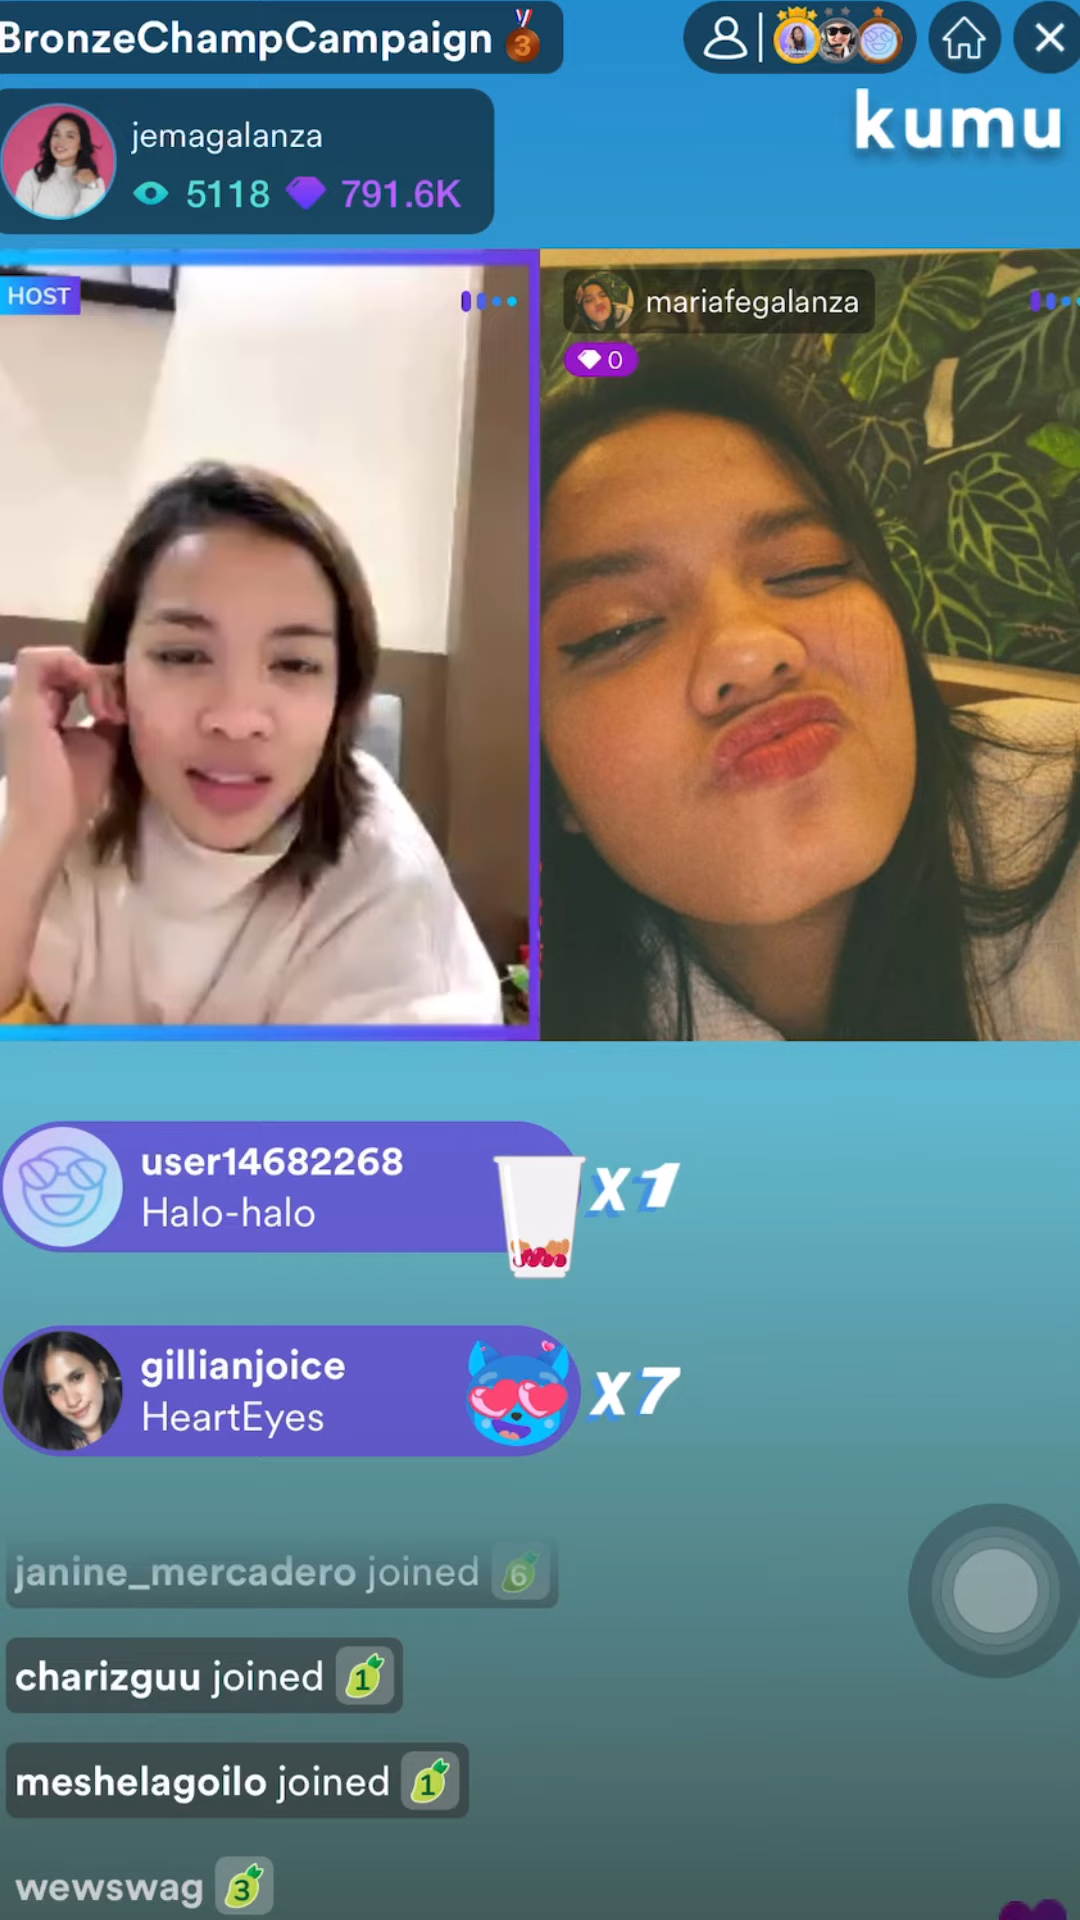 BronzeChampCampaign
3
jemagalanza
5118 791.6K
kumu
HOST
mariafegalanza
0
user14682268
Halo-halo
x1
gillianjoice
HeartEyes
x7
janine_mercadero joined 6
charizguu joined 1
meshelagoilo joined 1
wewswag 3